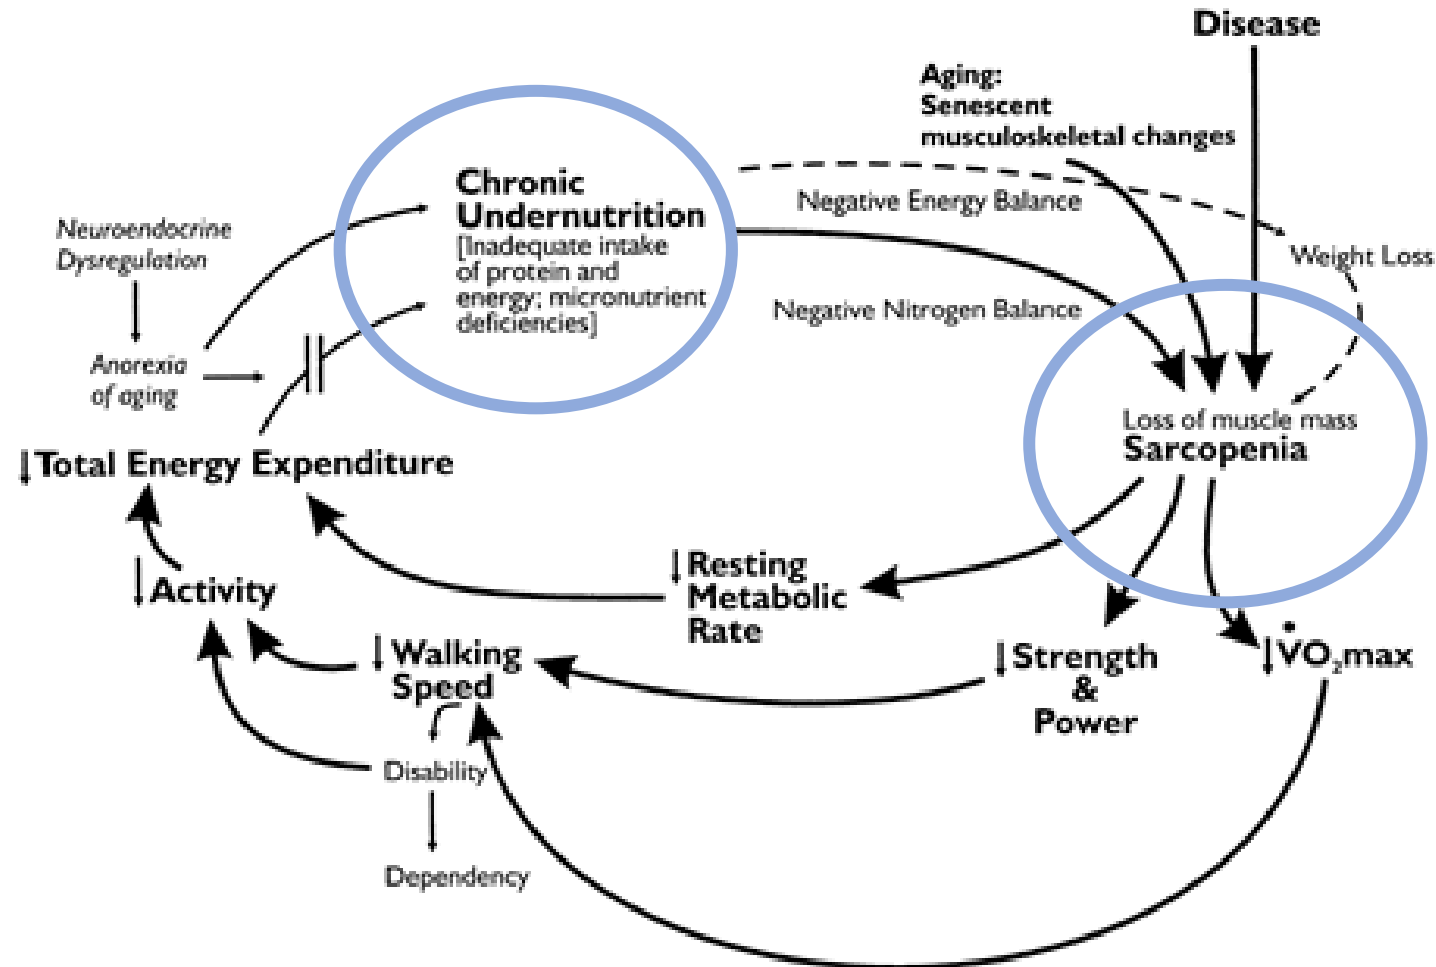 Disease
Aging:
Senescent
musculoskeletal changes
Chronic
Undernutrition
[Inadequate intake
of protein and
energy; micronutrient
deficiencies]
Negative Energy Balance
Neuroendocrine
Dysregulation
Weight Loss
Negative Nitrogen Balance
Anorexia
of aging
Loss of muscle mass
Sarcopenia
↓Total Energy Expenditure
↓Resting
Metabolic
Rate
↓Activity
↓Walking
Speed
↓Strength
&
Power
↓V̇O₂max
Disability
Dependency